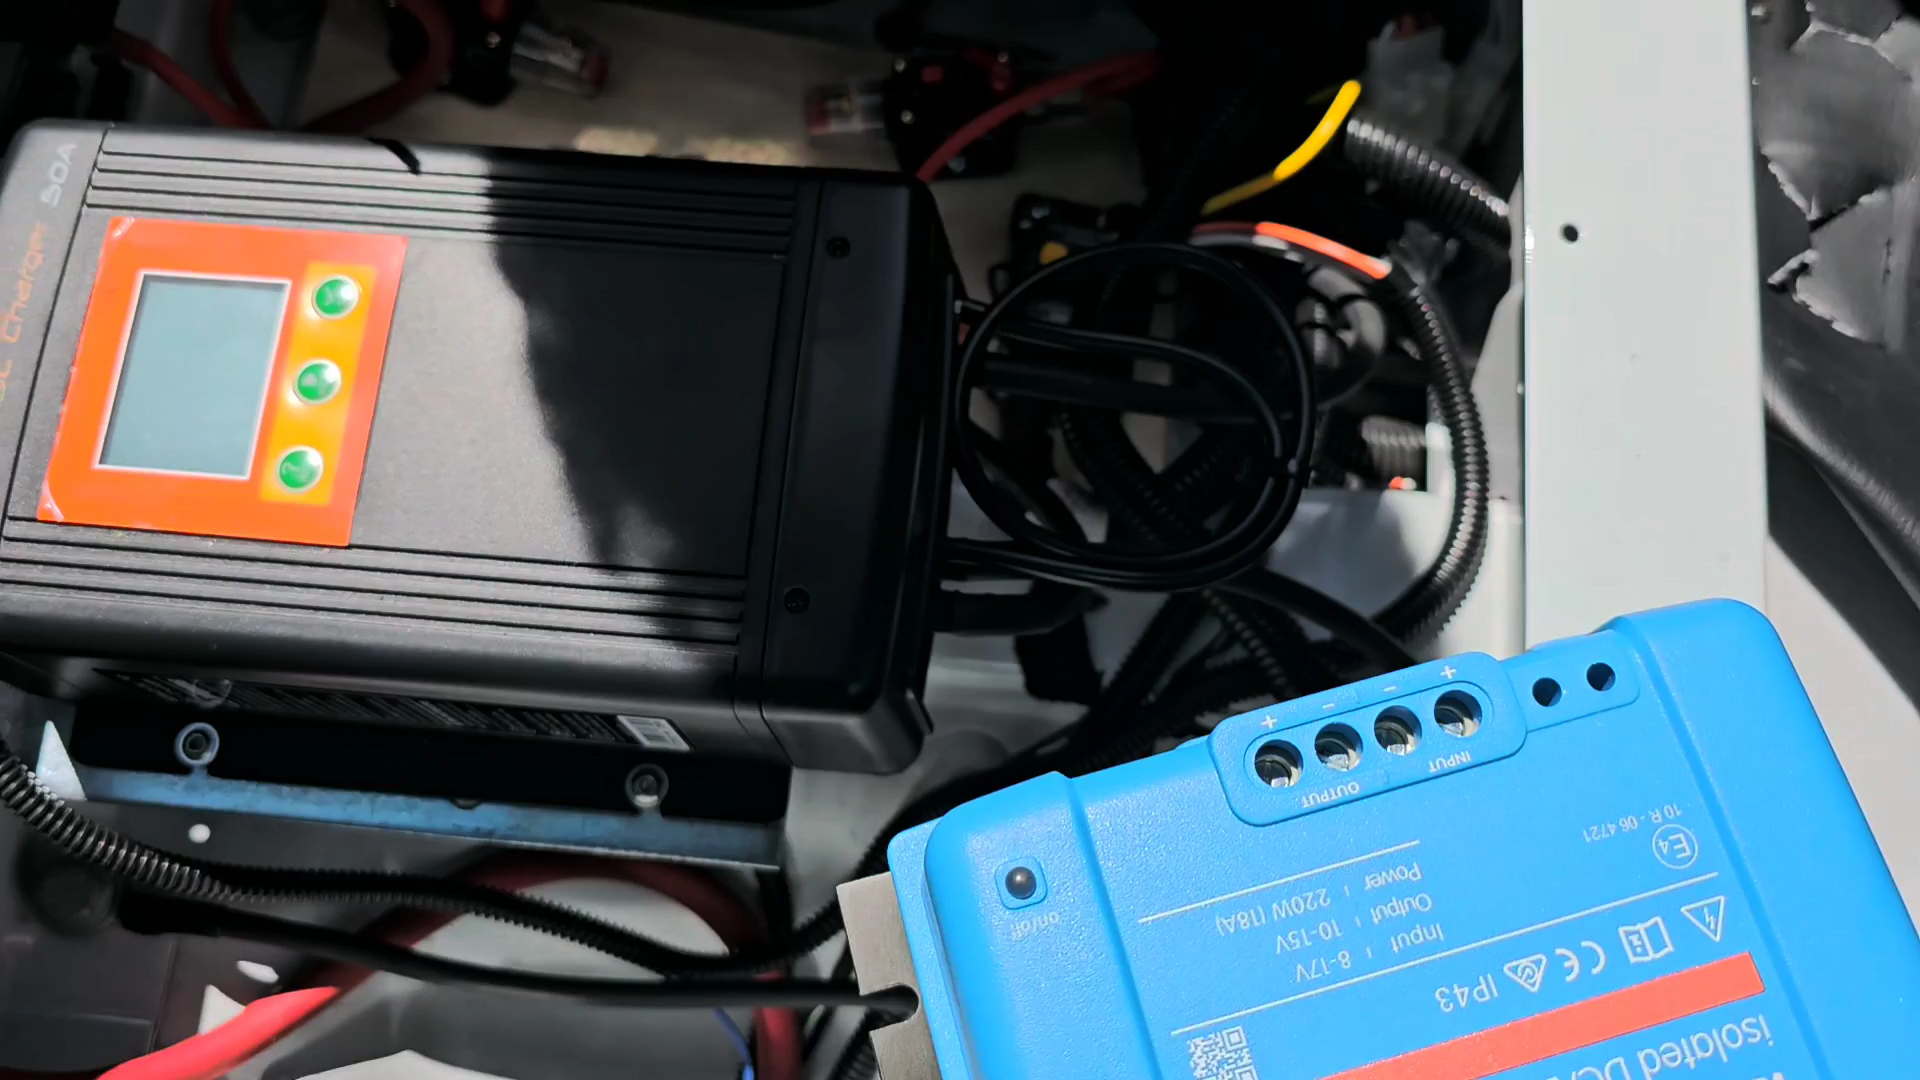 Charger 50A
+ - - +
OUTPUT INPUT
on/off
10 R - 06 4721
E4
Input : 8-17V
Output : 10-15V
Power : 220W (18A)
IP43
isolated DC